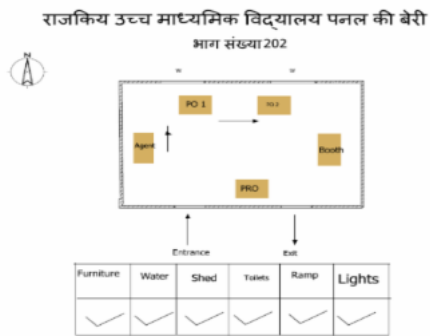 राजकिय उच्च माध्यमिक विद्यालय पनल की बेरी
भाग संख्या 202
N
W W
PO 1 PO 2
Agent Booth
PRO
Entrance Exit
Furniture Water Shed Toilets Ramp Lights